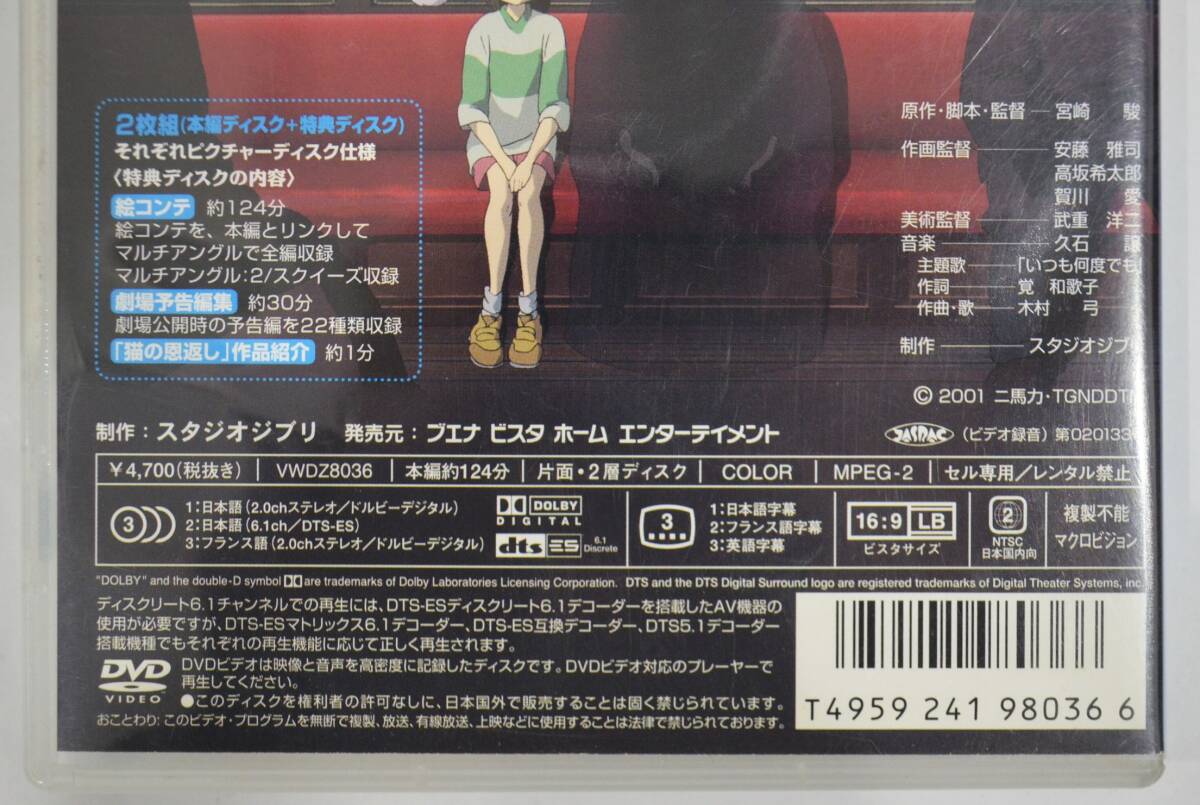 2枚組(本編ディスク+特典ディスク)
それぞれピクチャーディスク仕様
〈特典ディスクの内容〉
絵コンテ 約124分
絵コンテを、本編とリンクして
マルチアングルで全編収録
マルチアングル:2/スクイーズ収録
劇場予告編集 約30分
劇場公開時の予告編を22種類収録
「猫の恩返し」作品紹介 約1分
原作・脚本・監督 宮崎 駿
作画監督 安藤 雅司
高坂希太郎
賀川 愛
美術監督 武重 洋二
音楽 久石 譲
主題歌 「いつも何度でも」
作詞 覚 和歌子
作曲・歌 木村 弓
制作 スタジオジブリ
© 2001 二馬力・TGNDDTM
制作:スタジオジブリ 発売元:ブエナ ビスタ ホーム エンターテイメント
JASRAC (ビデオ録音)第020133
¥4,700(税抜き) VWDZ8036 本編約124分 片面・2層ディスク COLOR MPEG-2 セル専用/レンタル禁止
3
1:日本語(2.0chステレオ/ドルビーデジタル)
2:日本語(6.1ch/DTS-ES)
3:フランス語(2.0chステレオ/ドルビーデジタル)
DOLBY
DIGITAL
dts ES 6.1 Discrete
3
1:日本語字幕
2:フランス語字幕
3:英語字幕
16:9 LB
ビスタサイズ
2
NTSC
日本国内向
複製不能
マクロビジョン
"DOLBY" and the double-D symbol are trademarks of Dolby Laboratories Licensing Corporation. DTS and the DTS Digital Surround logo are registered trademarks of Digital Theater Systems, inc.
ディスクリート6.1チャンネルでの再生には、DTS-ESディスクリート6.1デコーダーを搭載したAV機器の
使用が必要ですが、DTS-ESマトリックス6.1デコーダー、DTS-ES互換デコーダー、DTS5.1デコーダー
搭載機種でもそれぞれの再生機能に応じて正しく再生されます。
DVD
VIDEO
DVDビデオは映像と音声を高密度に記録したディスクです。DVDビデオ対応のプレーヤーで
再生してください。
●このディスクを権利者の許可なしに、日本国外で販売することは固く禁じられています。
おことわり:このビデオ・プログラムを無断で複製、放送、有線放送、上映などに使用することは法律で禁じられております。
T4959 241 98036 6